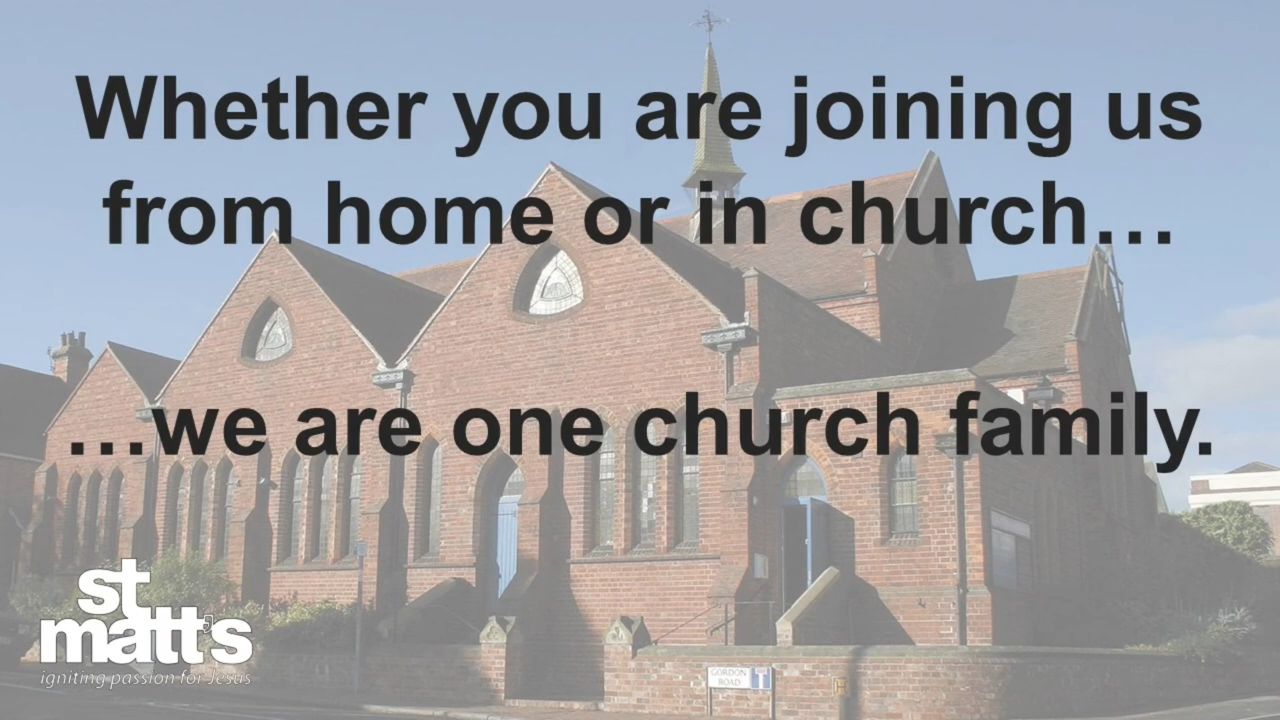 Whether you are joining us
from home or in church…
…we are one church family.
st
matt's
igniting passion for Jesus
GORDON
ROAD